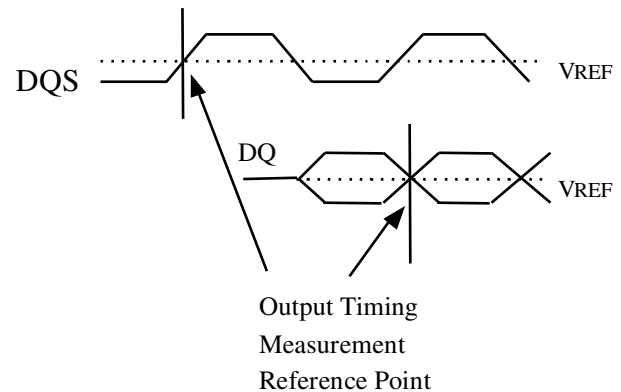 DQS
VREF
DQ
VREF
Output Timing
Measurement
Reference Point